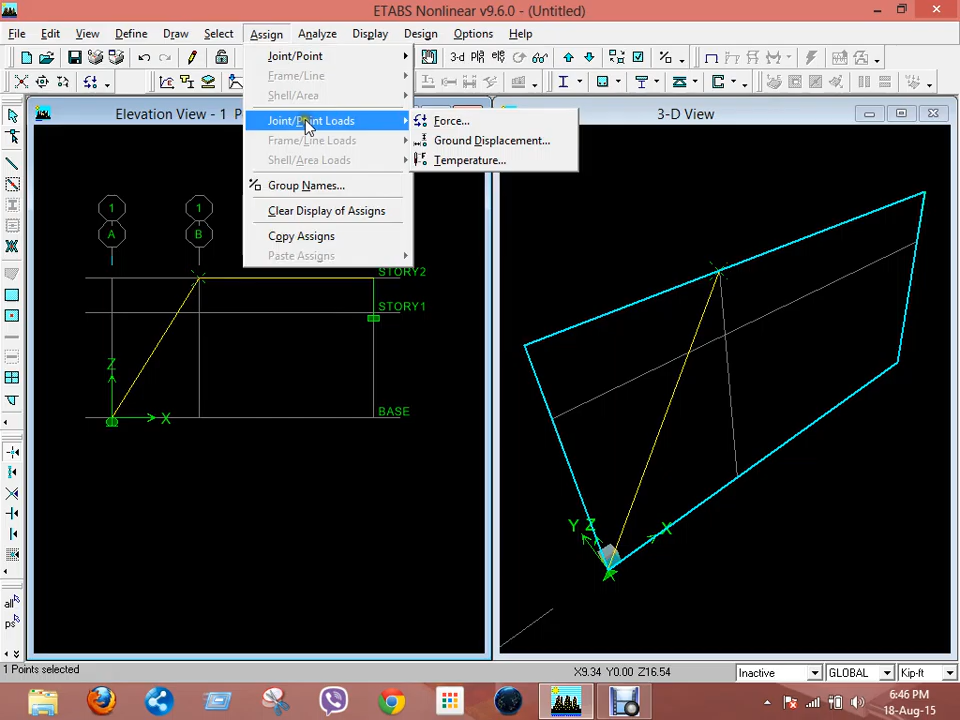 ETABS Nonlinear v9.6.0 - (Untitled)
File Edit View Define Draw Select Assign Analyze Display Design Options Help
3-d
Joint/Point
Frame/Line
Shell/Area
Joint/Point Loads
Frame/Line Loads
Shell/Area Loads
Group Names...
Clear Display of Assigns
Copy Assigns
Paste Assigns
Force...
Ground Displacement...
Temperature...
Elevation View - 1
3-D View
1 1
A B
STORY2
STORY1
BASE
Z
X
Y Z
X
all
ps
1 Points selected
X9.34 Y0.00 Z16.54
Inactive
GLOBAL
Kip-ft
6:46 PM
18-Aug-15